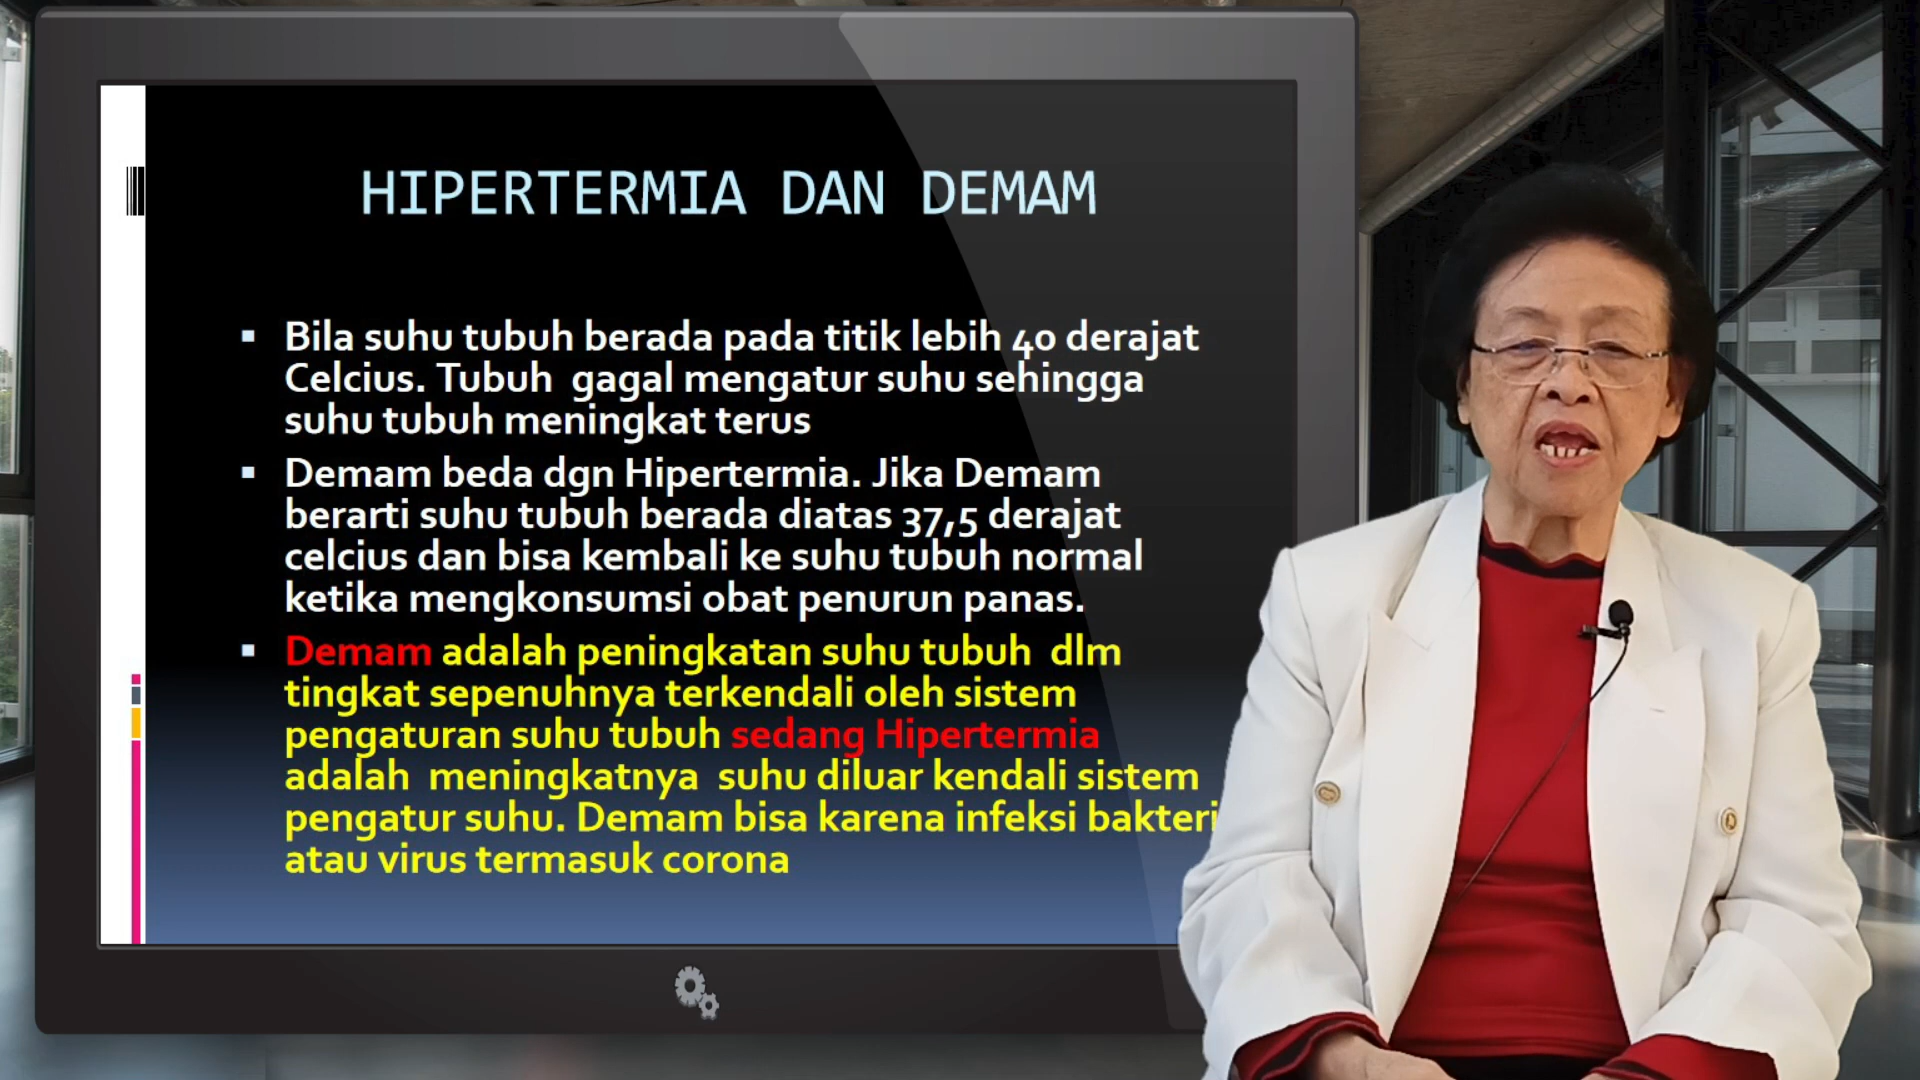 HIPERTERMIA DAN DEMAM
Bila suhu tubuh berada pada titik lebih 40 derajat
Celcius. Tubuh gagal mengatur suhu sehingga
suhu tubuh meningkat terus
Demam beda dgn Hipertermia. Jika Demam
berarti suhu tubuh berada diatas 37,5 derajat
celcius dan bisa kembali ke suhu tubuh normal
ketika mengkonsumsi obat penurun panas.
Demam adalah peningkatan suhu tubuh dlm
tingkat sepenuhnya terkendali oleh sistem
pengaturan suhu tubuh sedang Hipertermia
adalah meningkatnya suhu diluar kendali sistem
pengatur suhu. Demam bisa karena infeksi bakteri
atau virus termasuk corona